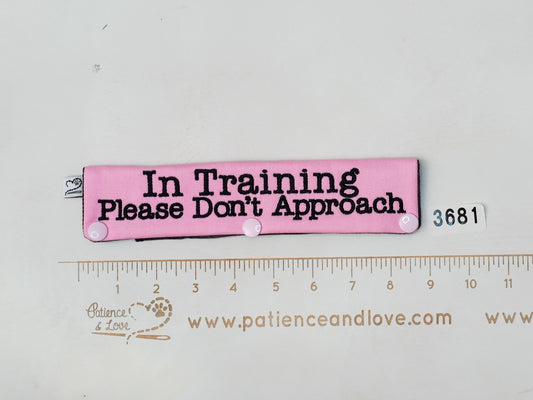 In Training
Please Don't Approach
3681
1 2 3 4 5 6 7 8 9 10 11
Patience
& Love
www.patienceandlove.com
www.